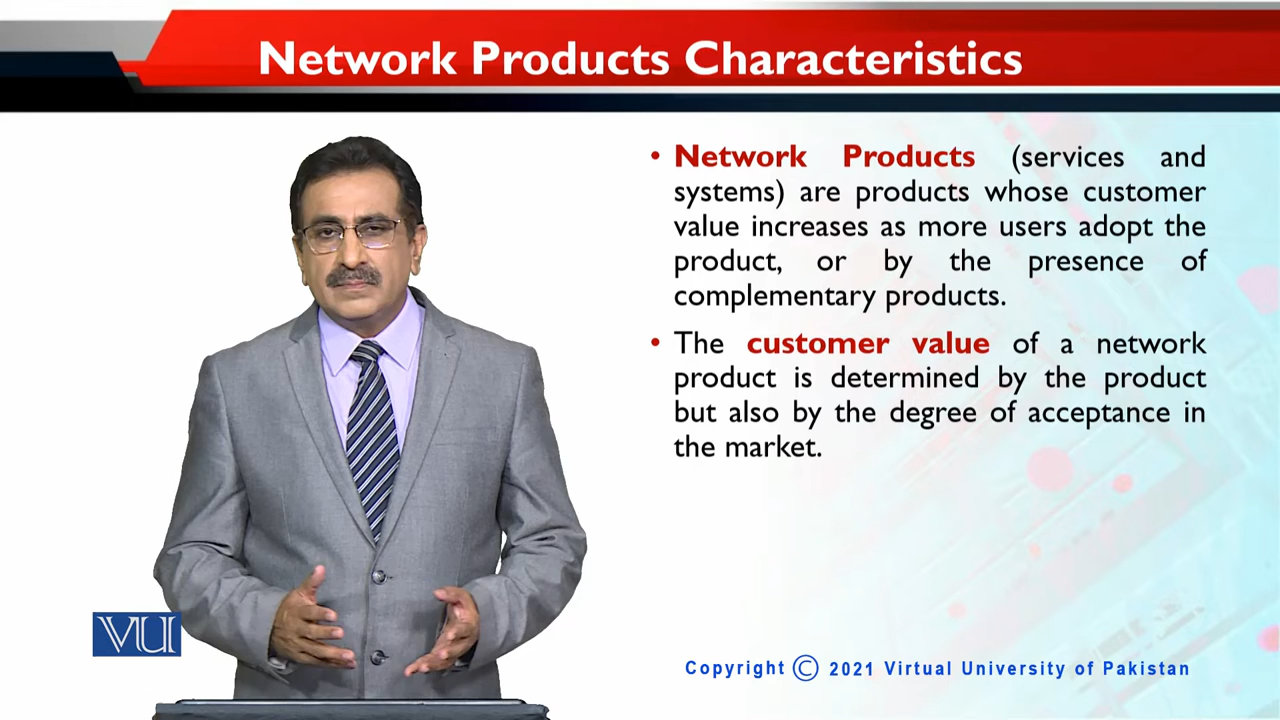 Network Products Characteristics
• Network Products (services and
systems) are products whose customer
value increases as more users adopt the
product, or by the presence of
complementary products.
• The customer value of a network
product is determined by the product
but also by the degree of acceptance in
the market.
VU
Copyright © 2021 Virtual University of Pakistan